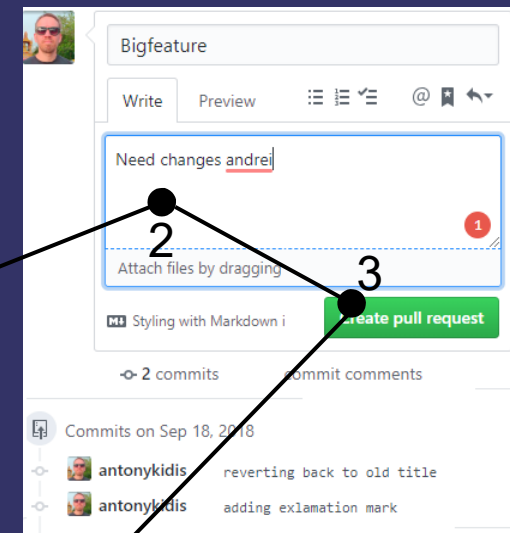 Bigfeature
Write Preview @
Need changes andrei
1
2
Attach files by dragging
3
Styling with Markdown i Create pull request
2 commits commit comments
Commits on Sep 18, 2018
antonykidis reverting back to old title
antonykidis adding exlamation mark